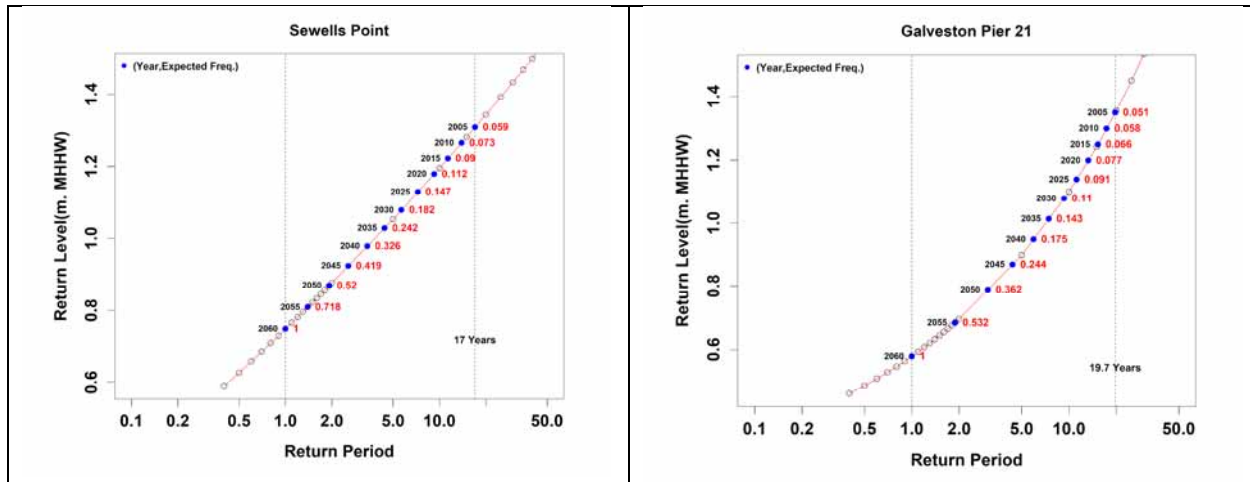 Sewells Point
(Year,Expected Freq.)
Return Level(m. MHHW)
1.4
1.2
1.0
0.8
0.6
2005 0.059
2010 0.073
2015 0.09
2020 0.112
2025 0.147
2030 0.182
2035 0.242
2040 0.326
2045 0.419
2050 0.52
2055 0.718
2060 1
17 Years
0.1 0.5 1.0 2.0 5.0 10.0 50.0
Return Period
Galveston Pier 21
(Year,Expected Freq.)
Return Level(m. MHHW)
1.4
1.2
1.0
0.8
0.6
2005 0.051
2010 0.058
2015 0.066
2020 0.077
2025 0.091
2030 0.11
2035 0.143
2040 0.175
2045 0.244
2050 0.362
2055 0.532
2060 1
19.7 Years
0.1 0.2 0.5 1.0 2.0 5.0 10.0 50.0
Return Period